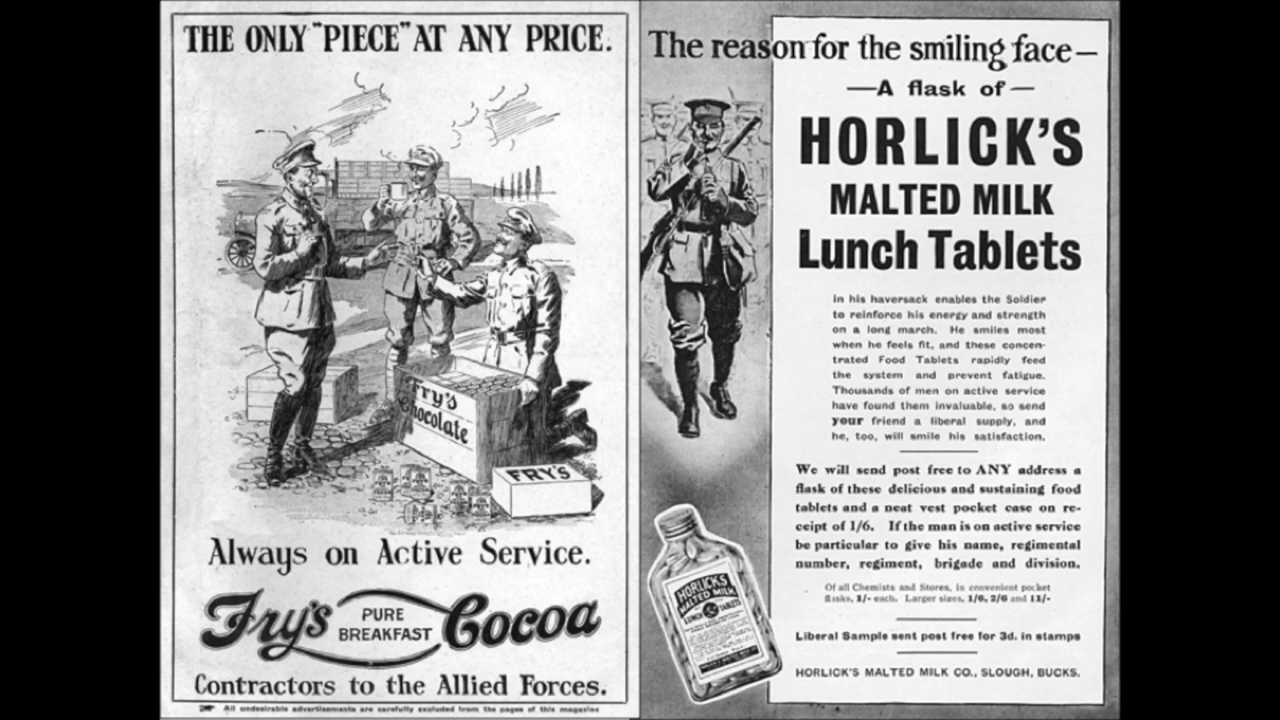 THE ONLY "PIECE" AT ANY PRICE.
Fry's
Chocolate
FRY'S
Always on Active Service.
Fry's PURE BREAKFAST Cocoa
Contractors to the Allied Forces.
All undesirable advertisements are carefully excluded from the pages of this magazine
The reason for the smiling face—
—A flask of—
HORLICK'S
MALTED MILK
Lunch Tablets
in his haversack enables the Soldier
to reinforce his energy and strength
on a long march. He smiles most
when he feels fit, and these concen-
trated Food Tablets rapidly feed
the system and prevent fatigue.
Thousands of men on active service
have found them invaluable, so send
your friend a liberal supply, and
he, too, will smile his satisfaction.
We will send post free to ANY address a
flask of these delicious and sustaining food
tablets and a neat vest pocket case on re-
ceipt of 1/6. If the man is on active service
be particular to give his name, regimental
number, regiment, brigade and division.
Of all Chemists and Stores, in convenient pocket
flasks, 1/- each. Larger sizes, 1/6, 2/6 and 11/-
Liberal Sample sent post free for 3d. in stamps
HORLICK'S MALTED MILK CO., SLOUGH, BUCKS.
HORLICK'S
MALTED MILK
LUNCH TABLETS